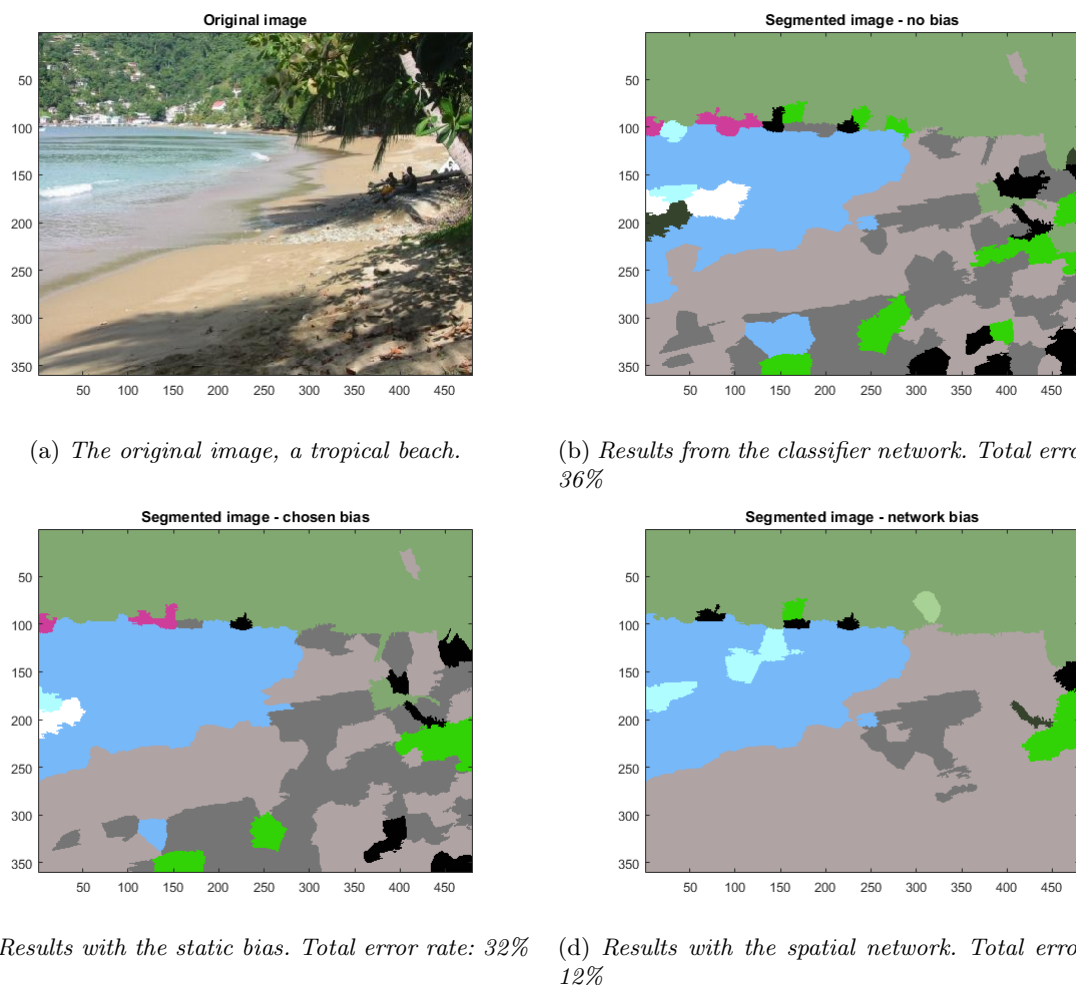 Original image
50
100
150
200
250
300
350
50 100 150 200 250 300 350 400 450
(a) The original image, a tropical beach.
Segmented image - no bias
50
100
150
200
250
300
350
50 100 150 200 250 300 350 400 450
(b) Results from the classifier network. Total erro
36%
Segmented image - chosen bias
50
100
150
200
250
300
350
50 100 150 200 250 300 350 400 450
Results with the static bias. Total error rate: 32%
Segmented image - network bias
50
100
150
200
250
300
350
50 100 150 200 250 300 350 400 450
(d) Results with the spatial network. Total erro
12%